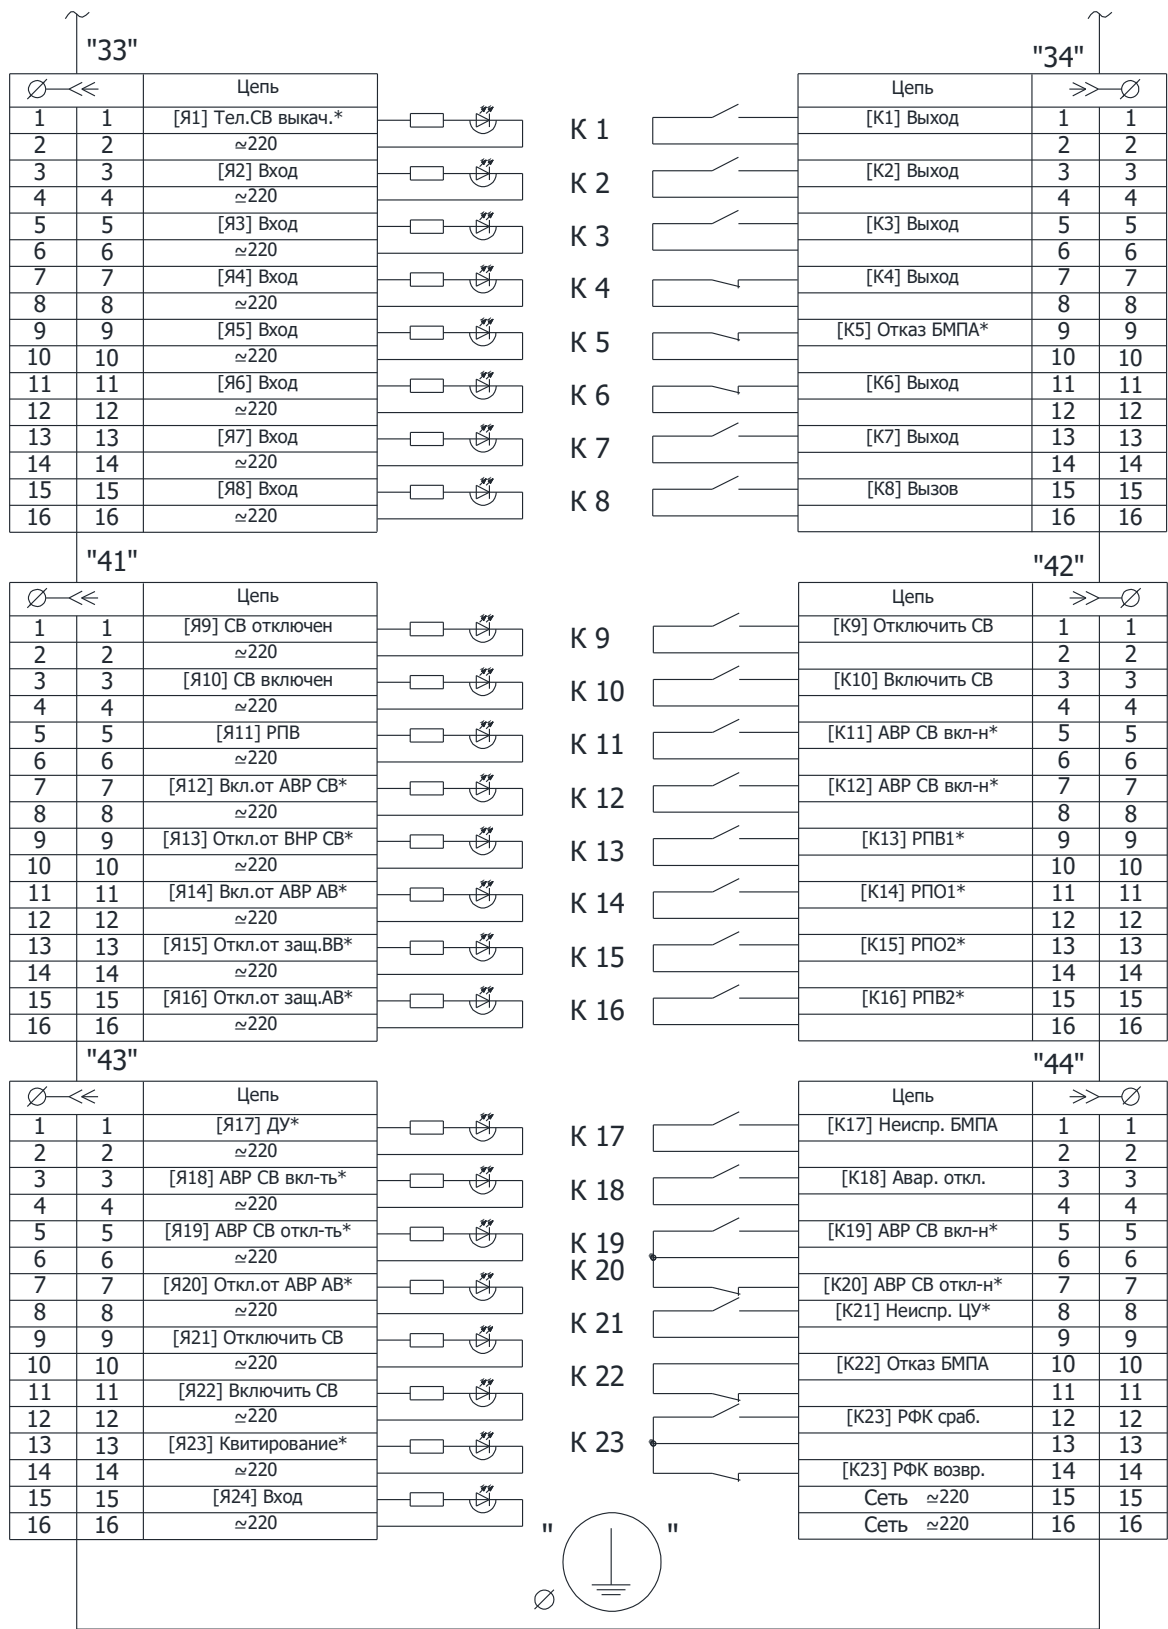 "33" "34"
Цепь Цепь
1 1 [Я1] Тел.СВ выкач.* К 1 [К1] Выход 1 1
2 2 ≃220 2 2
3 3 [Я2] Вход К 2 [К2] Выход 3 3
4 4 ≃220 4 4
5 5 [Я3] Вход К 3 [К3] Выход 5 5
6 6 ≃220 6 6
7 7 [Я4] Вход К 4 [К4] Выход 7 7
8 8 ≃220 8 8
9 9 [Я5] Вход К 5 [К5] Отказ БМПА* 9 9
10 10 ≃220 10 10
11 11 [Я6] Вход К 6 [К6] Выход 11 11
12 12 ≃220 12 12
13 13 [Я7] Вход К 7 [К7] Выход 13 13
14 14 ≃220 14 14
15 15 [Я8] Вход К 8 [К8] Вызов 15 15
16 16 ≃220 16 16
"41" "42"
Цепь Цепь
1 1 [Я9] СВ отключен К 9 [К9] Отключить СВ 1 1
2 2 ≃220 2 2
3 3 [Я10] СВ включен К 10 [К10] Включить СВ 3 3
4 4 ≃220 4 4
5 5 [Я11] РПВ К 11 [К11] АВР СВ вкл-н* 5 5
6 6 ≃220 6 6
7 7 [Я12] Вкл.от АВР СВ* К 12 [К12] АВР СВ вкл-н* 7 7
8 8 ≃220 8 8
9 9 [Я13] Откл.от ВНР СВ* К 13 [К13] РПВ1* 9 9
10 10 ≃220 10 10
11 11 [Я14] Вкл.от АВР АВ* К 14 [К14] РПО1* 11 11
12 12 ≃220 12 12
13 13 [Я15] Откл.от защ.ВВ* К 15 [К15] РПО2* 13 13
14 14 ≃220 14 14
15 15 [Я16] Откл.от защ.АВ* К 16 [К16] РПВ2* 15 15
16 16 ≃220 16 16
"43" "44"
Цепь Цепь
1 1 [Я17] ДУ* К 17 [К17] Неиспр. БМПА 1 1
2 2 ≃220 2 2
3 3 [Я18] АВР СВ вкл-ть* К 18 [К18] Авар. откл. 3 3
4 4 ≃220 4 4
5 5 [Я19] АВР СВ откл-ть* К 19 [К19] АВР СВ вкл-н* 5 5
6 6 ≃220 К 20 6 6
7 7 [Я20] Откл.от АВР АВ* [К20] АВР СВ откл-н* 7 7
8 8 ≃220 К 21 [К21] Неиспр. ЦУ* 8 8
9 9 [Я21] Отключить СВ 9 9
10 10 ≃220 К 22 [К22] Отказ БМПА 10 10
11 11 [Я22] Включить СВ 11 11
12 12 ≃220 [К23] РФК сраб. 12 12
13 13 [Я23] Квитирование* К 23 13 13
14 14 ≃220 [К23] РФК возвр. 14 14
15 15 [Я24] Вход Сеть ≃220 15 15
16 16 ≃220 " " Сеть ≃220 16 16